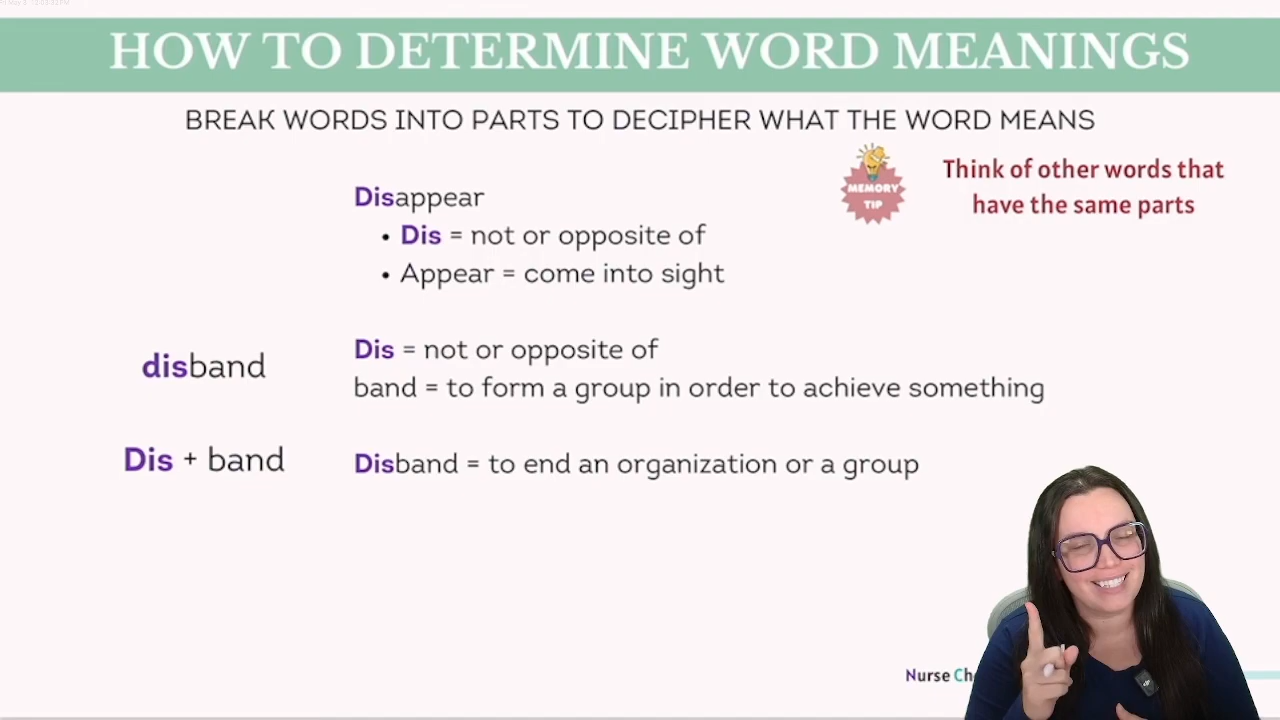 HOW TO DETERMINE WORD MEANINGS
BREAK WORDS INTO PARTS TO DECIPHER WHAT THE WORD MEANS
MEMORY
TIP
Think of other words that
have the same parts
Disappear
• Dis = not or opposite of
• Appear = come into sight
disband
Dis = not or opposite of
band = to form a group in order to achieve something
Dis + band
Disband = to end an organization or a group
Nurse